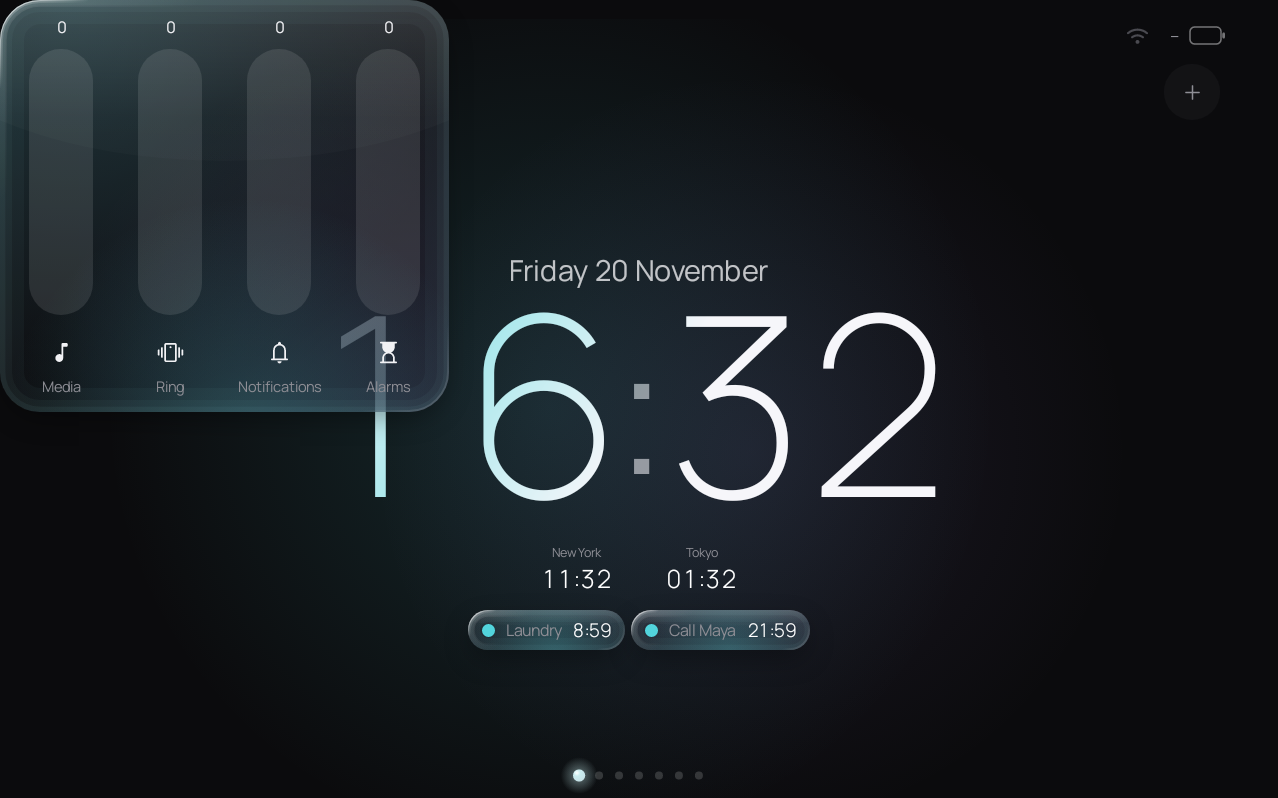 0 0 0 0
Media Ring Notifications Alarms
–
+
Friday 20 November
16:32
New York Tokyo
11:32 01:32
Laundry 8:59 Call Maya 21:59